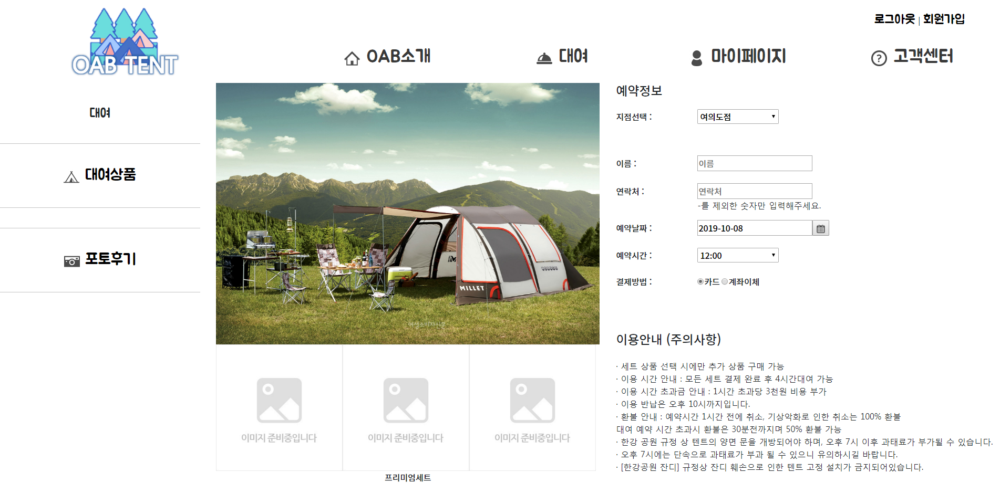 로그아웃 | 회원가입
OAB TENT
OAB소개
대여
마이페이지
고객센터
대여
대여상품
포토후기
MILLET
여성소비자신문
이미지 준비중입니다
이미지 준비중입니다
이미지 준비중입니다
프리미엄세트
예약정보
지점선택 : 여의도점
이름 : 이름
연락처 : 연락처
-를 제외한 숫자만 입력해주세요.
예약날짜 : 2019-10-08
예약시간 : 12:00
결제방법 : 카드 계좌이체
이용안내 (주의사항)
· 세트 상품 선택 시에만 추가 상품 구매 가능
· 이용 시간 안내 : 모든 세트 결제 완료 후 4시간대여 가능
· 이용 시간 초과금 안내 : 1시간 초과당 3천원 비용 부가
· 이용 반납은 오후 10시까지입니다.
· 환불 안내 : 예약시간 1시간 전에 취소, 기상악화로 인한 취소는 100% 환불
대여 예약 시간 초과시 환불은 30분전까지며 50% 환불 가능
· 한강 공원 규정 상 텐트의 양면 문을 개방되어야 하며, 오후 7시 이후 과태료가 부가될 수 있습니다.
· 오후 7시에는 단속으로 과태료가 부과 될 수 있으니 유의하시길 바랍니다.
· [한강공원 잔디] 규정상 잔디 훼손으로 인한 텐트 고정 설치가 금지되어있습니다.